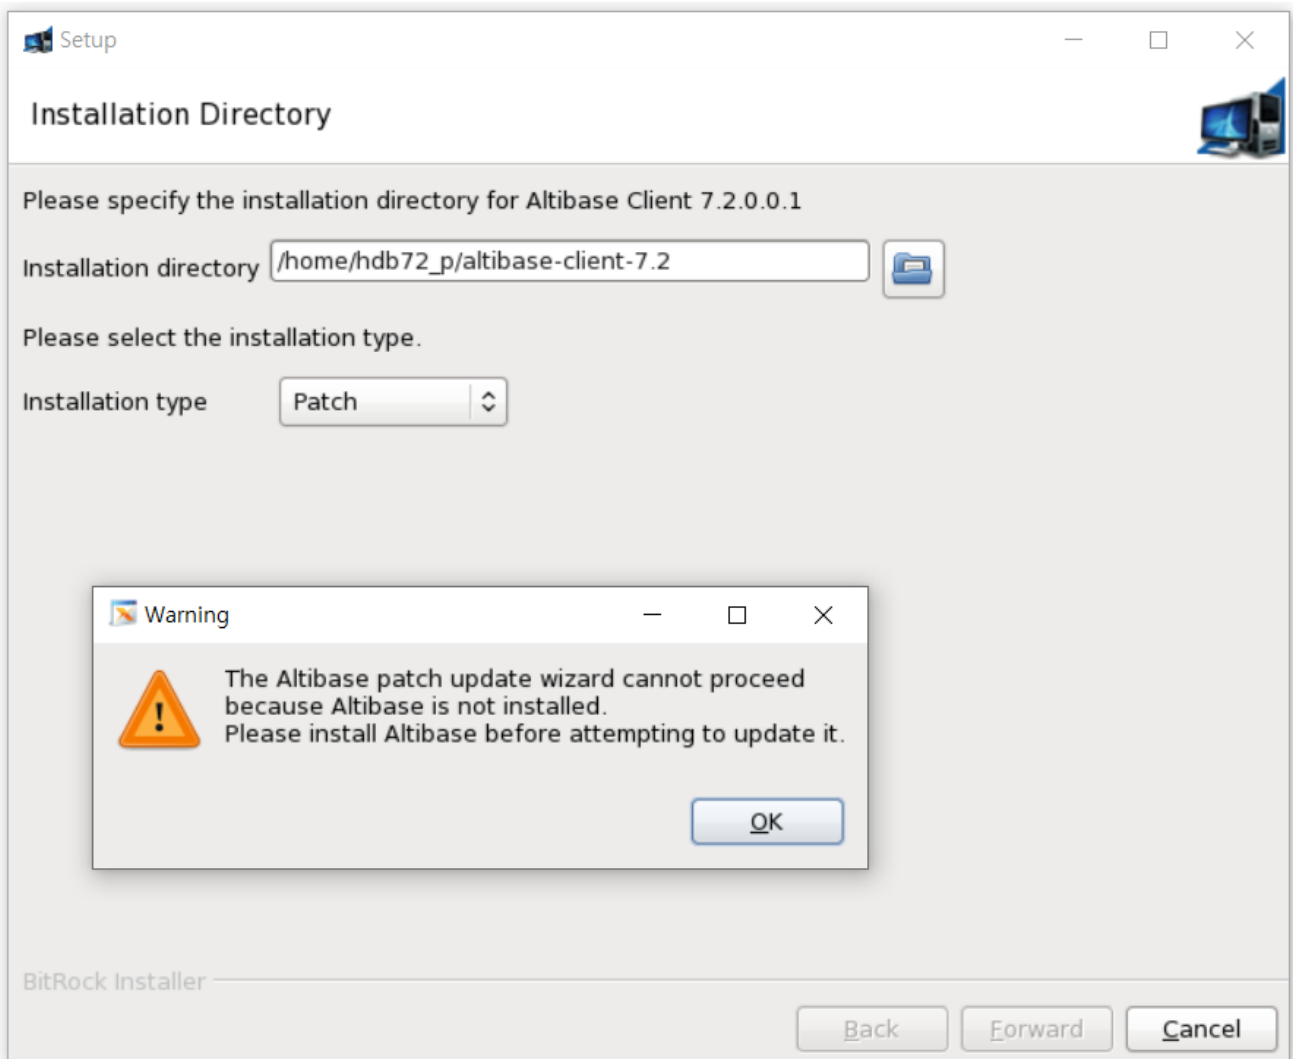 Setup
Installation Directory
Please specify the installation directory for Altibase Client 7.2.0.0.1
Installation directory /home/hdb72_p/altibase-client-7.2
Please select the installation type.
Installation type Patch
Warning
The Altibase patch update wizard cannot proceed
because Altibase is not installed.
Please install Altibase before attempting to update it.
OK
BitRock Installer
Back Forward Cancel